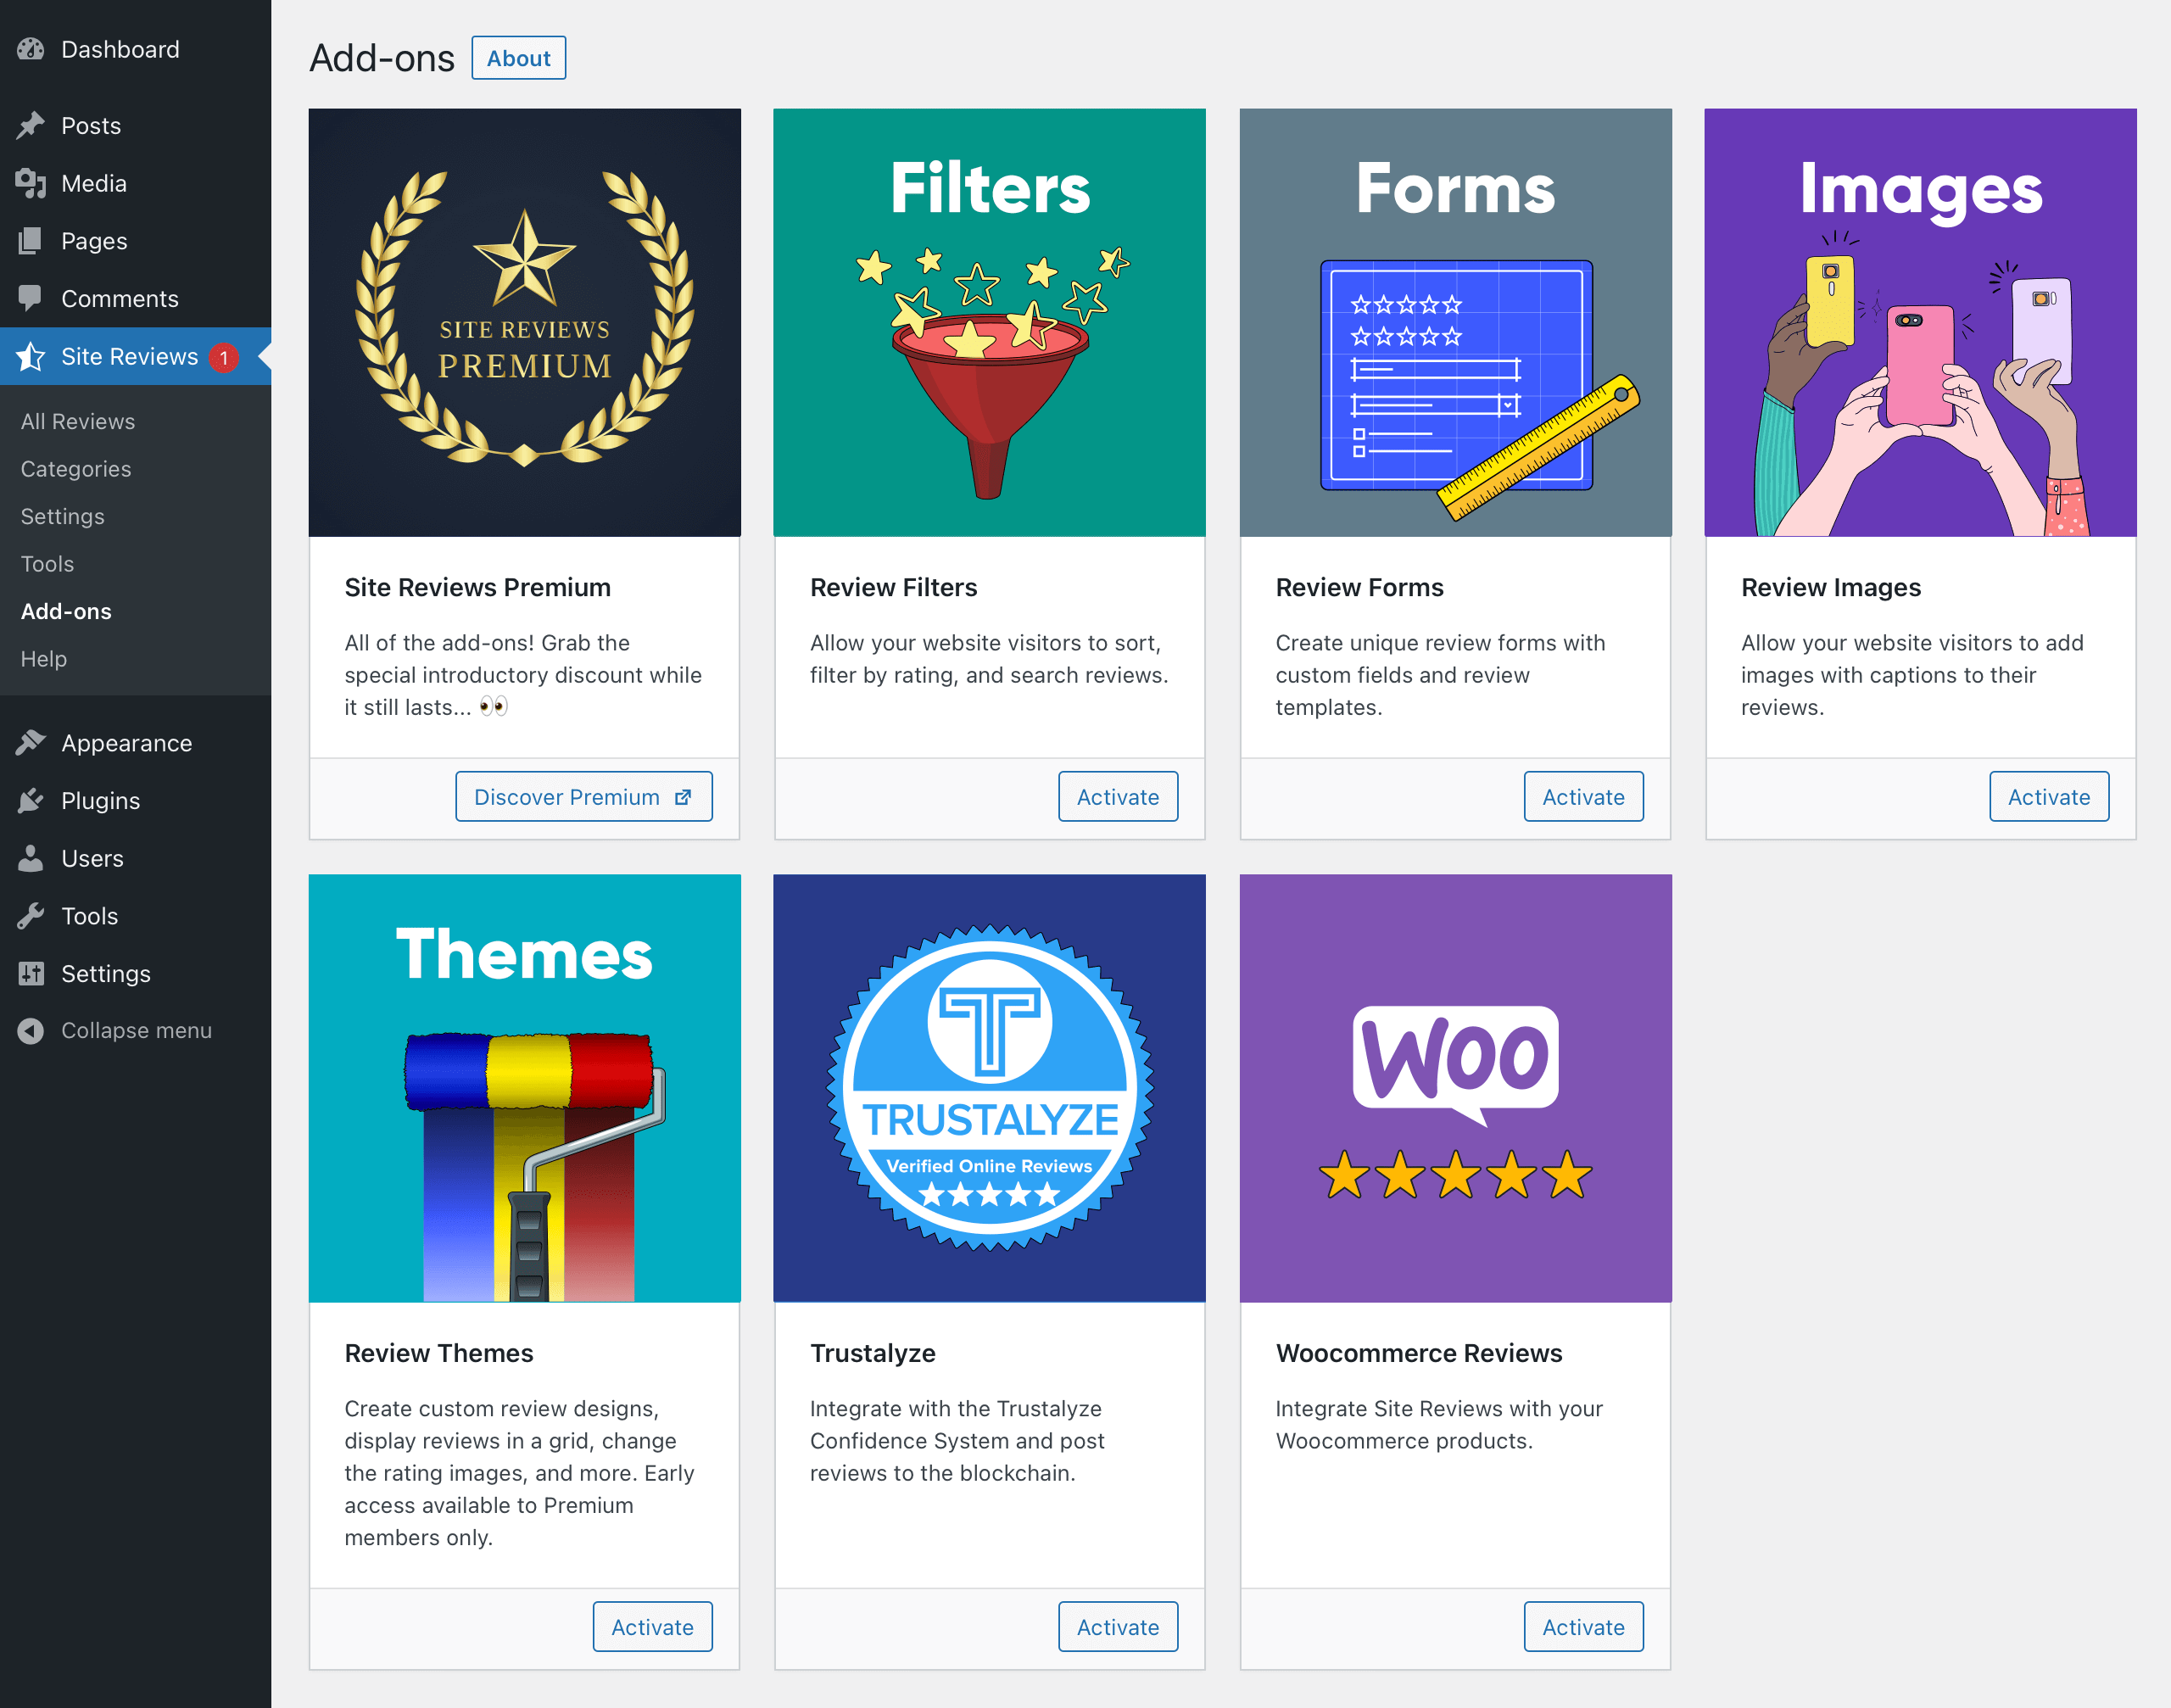 Dashboard
Posts
Media
Pages
Comments
Site Reviews 1
All Reviews
Categories
Settings
Tools
Add-ons
Help
Appearance
Plugins
Users
Tools
Settings
Collapse menu
Add-ons About
SITE REVIEWS
PREMIUM
Site Reviews Premium
All of the add-ons! Grab the
special introductory discount while
it still lasts... 👀
Discover Premium
Filters
Review Filters
Allow your website visitors to sort,
filter by rating, and search reviews.
Activate
Forms
Review Forms
Create unique review forms with
custom fields and review
templates.
Activate
Images
Review Images
Allow your website visitors to add
images with captions to their
reviews.
Activate
Themes
Review Themes
Create custom review designs,
display reviews in a grid, change
the rating images, and more. Early
access available to Premium
members only.
Activate
T
TRUSTALYZE
Verified Online Reviews
Trustalyze
Integrate with the Trustalyze
Confidence System and post
reviews to the blockchain.
Activate
WOO
Woocommerce Reviews
Integrate Site Reviews with your
Woocommerce products.
Activate